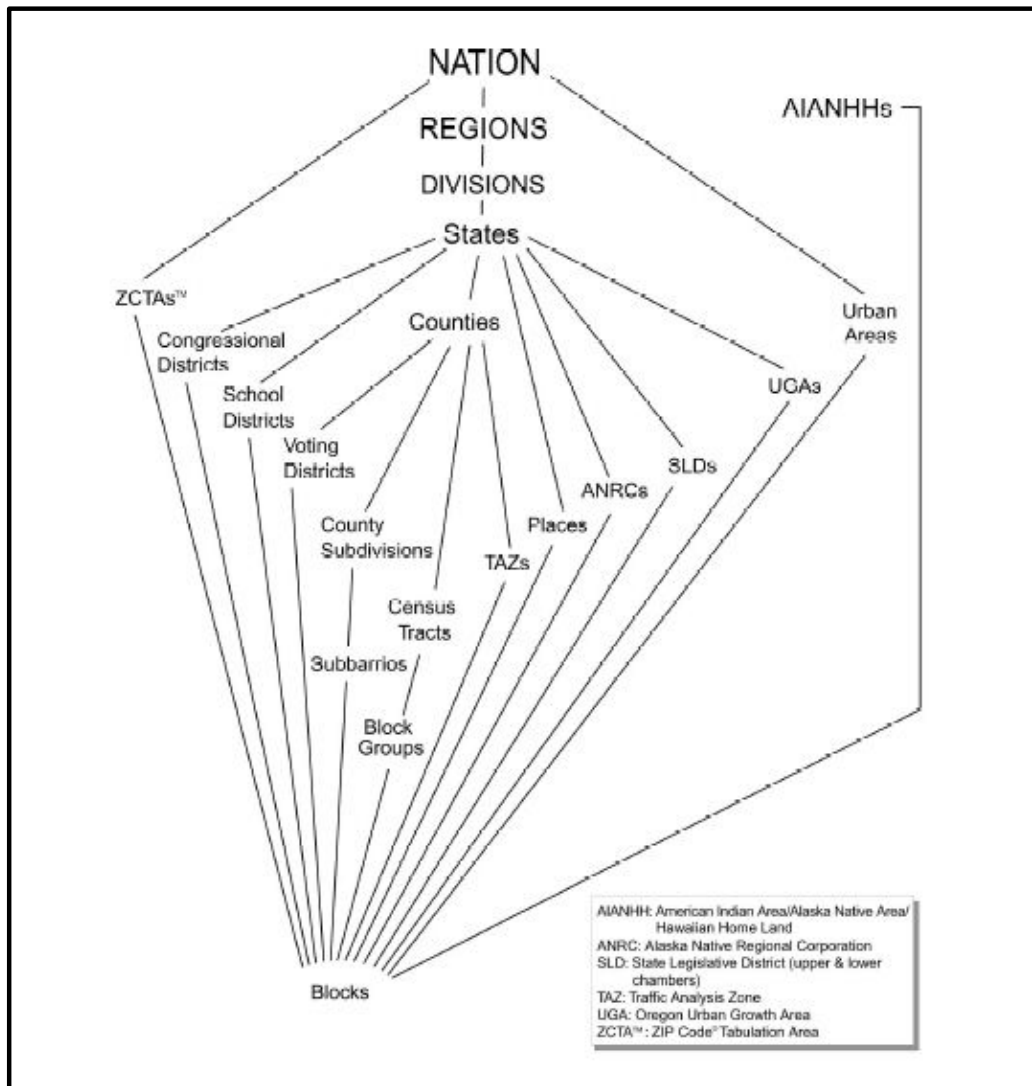 NATION
AIANHHs
REGIONS
DIVISIONS
States
ZCTAs™
Counties
Urban
Areas
Congressional
Districts
School
Districts
UGAs
Voting
Districts
SLDs
ANRCs
County
Subdivisions
Places
TAZs
Census
Tracts
Subbarrios
Block
Groups
Blocks
AIANHH: American Indian Area/Alaska Native Area/
Hawaiian Home Land
ANRC: Alaska Native Regional Corporation
SLD: State Legislative District (upper & lower
chambers)
TAZ: Traffic Analysis Zone
UGA: Oregon Urban Growth Area
ZCTA™: ZIP Code® Tabulation Area